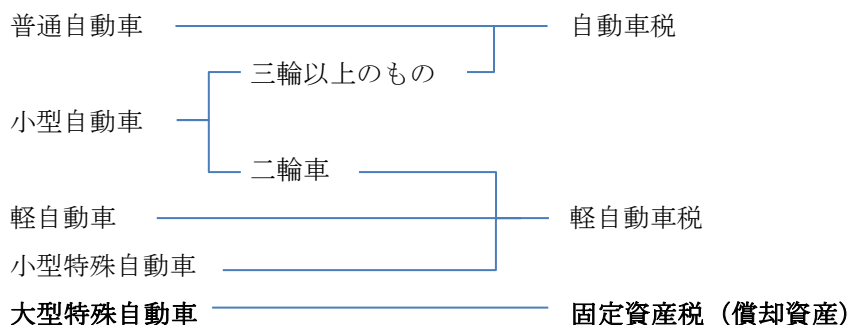 普通自動車 自動車税
三輪以上のもの
小型自動車
二輪車
軽自動車 軽自動車税
小型特殊自動車
大型特殊自動車 固定資産税（償却資産）